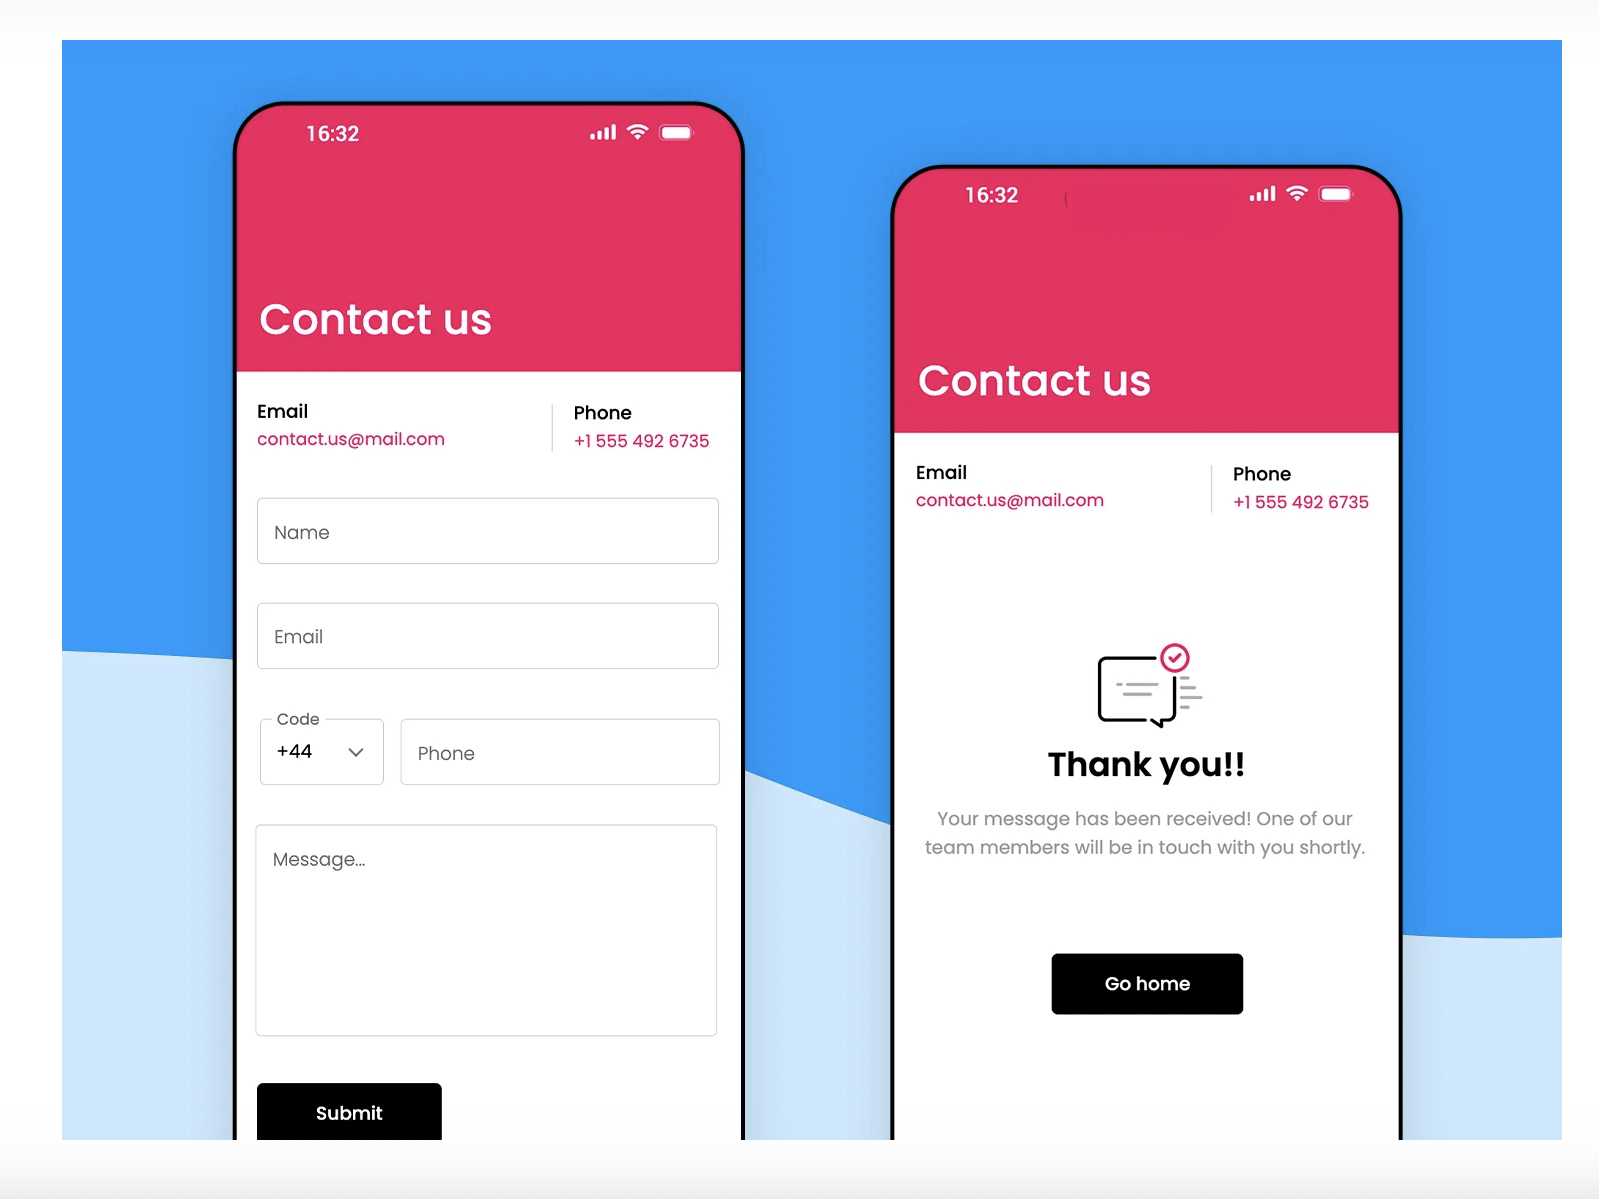 16:32
Contact us
Email
contact.us@mail.com
Phone
+1 555 492 6735
Name
Email
Code
+44
Phone
Message...
Submit
16:32
Contact us
Email
contact.us@mail.com
Phone
+1 555 492 6735
Thank you!!
Your message has been received! One of our
team members will be in touch with you shortly.
Go home